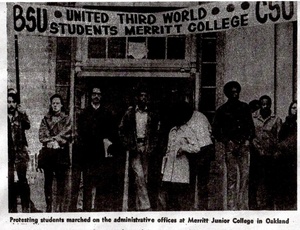 BSU • UNITED THIRD WORLD • • • CSU
STUDENTS MERRITT COLLEGE
Protesting students marched on the administrative offices at Merritt Junior College in Oakland